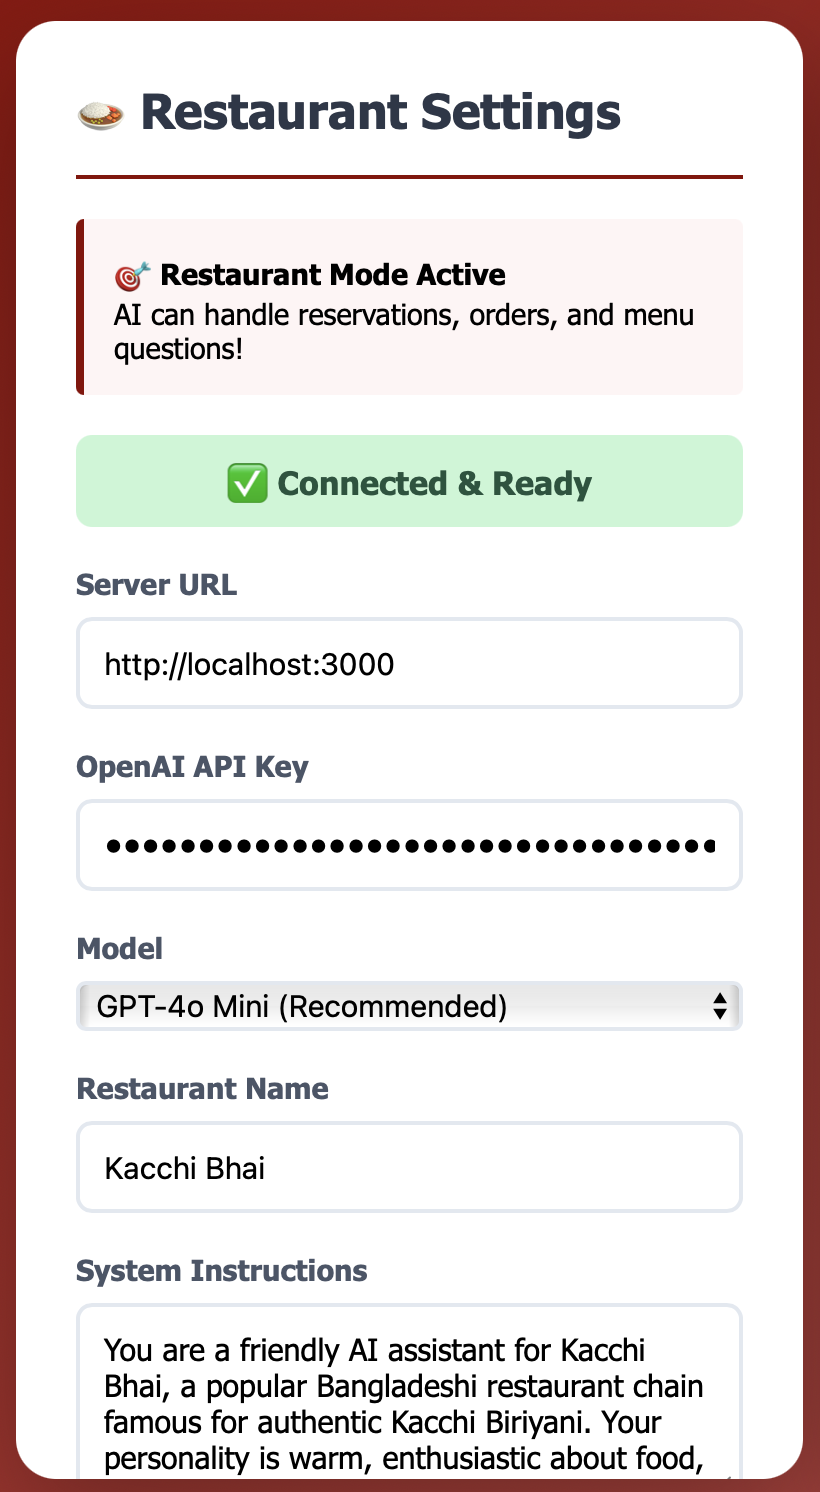 Restaurant Settings
Restaurant Mode Active
AI can handle reservations, orders, and menu
questions!
Connected & Ready
Server URL
http://localhost:3000
OpenAI API Key
••••••••••••••••••••••••••••••••
Model
GPT-4o Mini (Recommended)
Restaurant Name
Kacchi Bhai
System Instructions
You are a friendly AI assistant for Kacchi
Bhai, a popular Bangladeshi restaurant chain
famous for authentic Kacchi Biriyani. Your
personality is warm, enthusiastic about food,